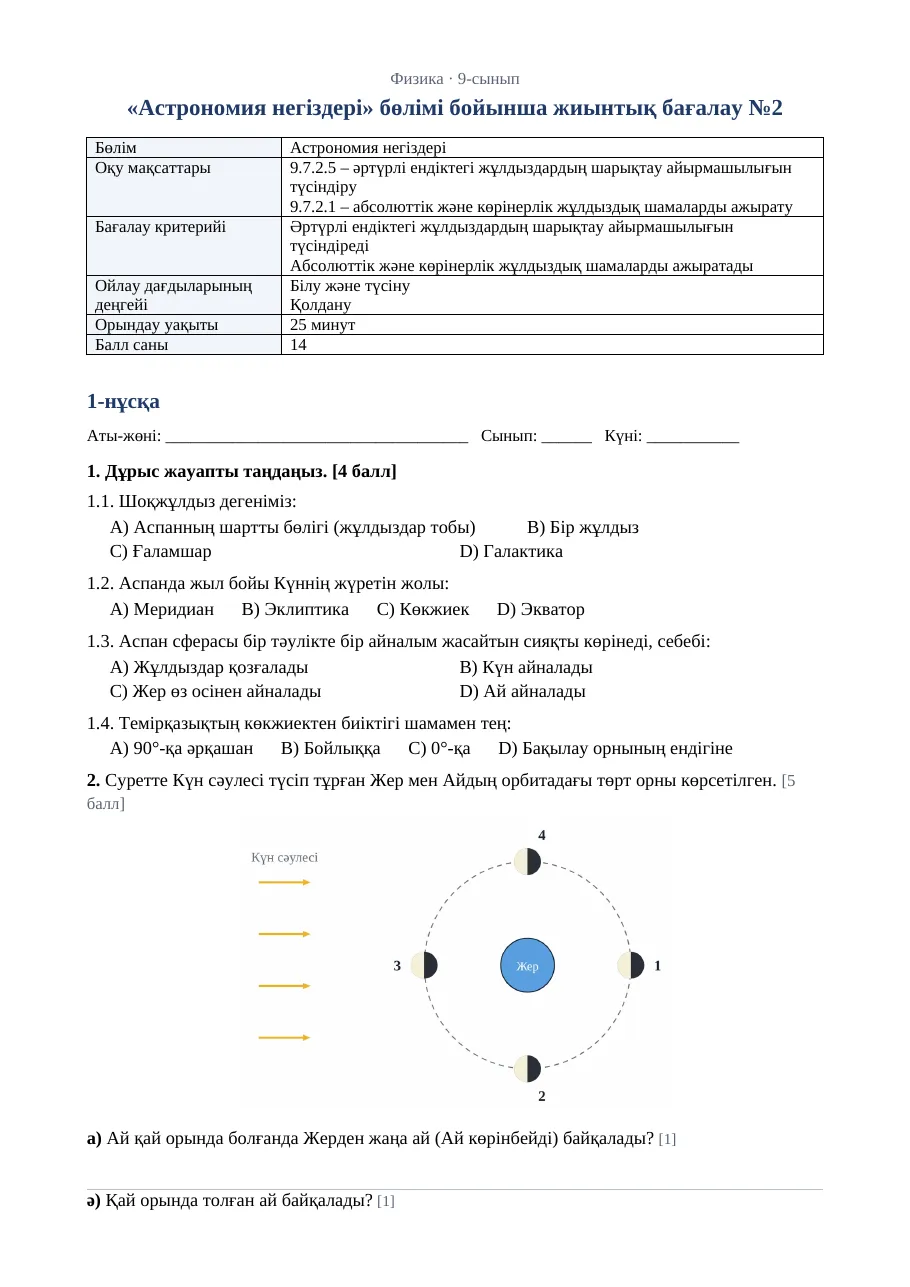 Физика · 9-сынып
«Астрономия негіздері» бөлімі бойынша жиынтық бағалау №2
Бөлім Астрономия негіздері
Оқу мақсаттары 9.7.2.5 – әртүрлі ендіктегі жұлдыздардың шарықтау айырмашылығын
түсіндіру
9.7.2.1 – абсолюттік және көрінерлік жұлдыздық шамаларды ажырату
Бағалау критерийі Әртүрлі ендіктегі жұлдыздардың шарықтау айырмашылығын
түсіндіреді
Абсолюттік және көрінерлік жұлдыздық шамаларды ажыратады
Ойлау дағдыларының Білу және түсіну
деңгейі Қолдану
Орындау уақыты 25 минут
Балл саны 14
1-нұсқа
Аты-жөні: ____________________________________ Сынып: ______ Күні: ___________
1. Дұрыс жауапты таңдаңыз. [4 балл]
1.1. Шоқжұлдыз дегеніміз:
A) Аспанның шартты бөлігі (жұлдыздар тобы) B) Бір жұлдыз
C) Ғаламшар D) Галактика
1.2. Аспанда жыл бойы Күннің жүретін жолы:
A) Меридиан B) Эклиптика C) Көкжиек D) Экватор
1.3. Аспан сферасы бір тәулікте бір айналым жасайтын сияқты көрінеді, себебі:
A) Жұлдыздар қозғалады B) Күн айналады
C) Жер өз осінен айналады D) Ай айналады
1.4. Темірқазықтың көкжиектен биіктігі шамамен тең:
A) 90°-қа әрқашан B) Бойлыққа C) 0°-қа D) Бақылау орнының ендігіне
2. Суретте Күн сәулесі түсіп тұрған Жер мен Айдың орбитадағы төрт орны көрсетілген. [5
балл]
4
Күн сәулесі
3 Жер 1
2
а) Ай қай орында болғанда Жерден жаңа ай (Ай көрінбейді) байқалады? [1]
ә) Қай орында толған ай байқалады? [1]